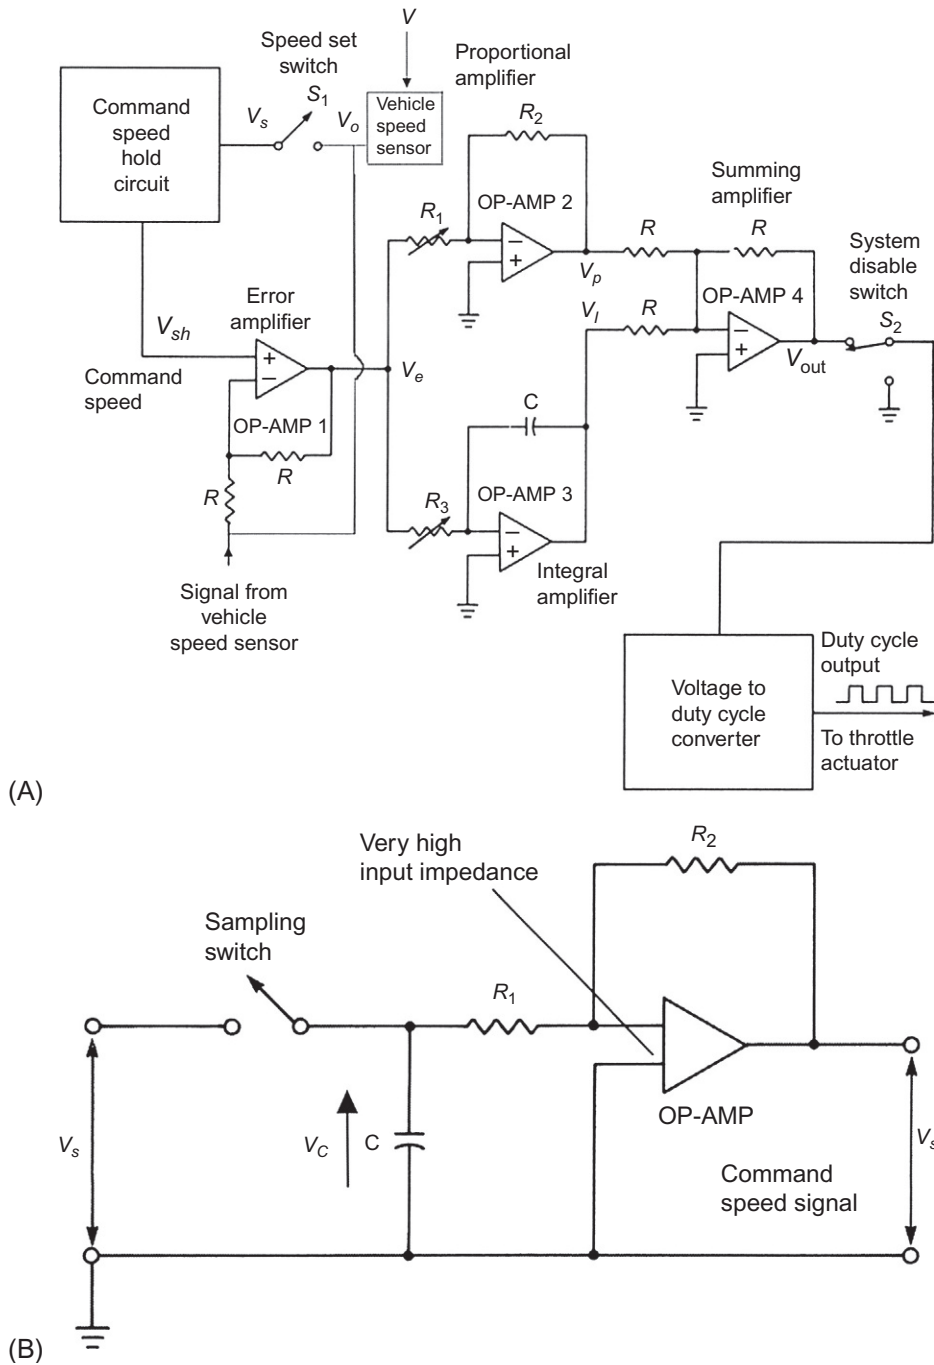 V
Speed set
switch
S1
Proportional
amplifier
Command
speed
hold
circuit
Vs
Vo
Vehicle
speed
sensor
R2
OP-AMP 2
R1
−
+
Vp
Summing
amplifier
R
R
System
disable
switch
S2
OP-AMP 4
−
+
Vout
VI
R
Error
amplifier
Vsh
Command
speed
+
−
OP-AMP 1
R
R
Ve
C
OP-AMP 3
R3
−
+
Integral
amplifier
Signal from
vehicle
speed sensor
Voltage to
duty cycle
converter
Duty cycle
output
To throttle
actuator
(A)
Very high
input impedance
R2
Sampling
switch
R1
OP-AMP
Vs
VC
C
Command
speed signal
Vs
(B)